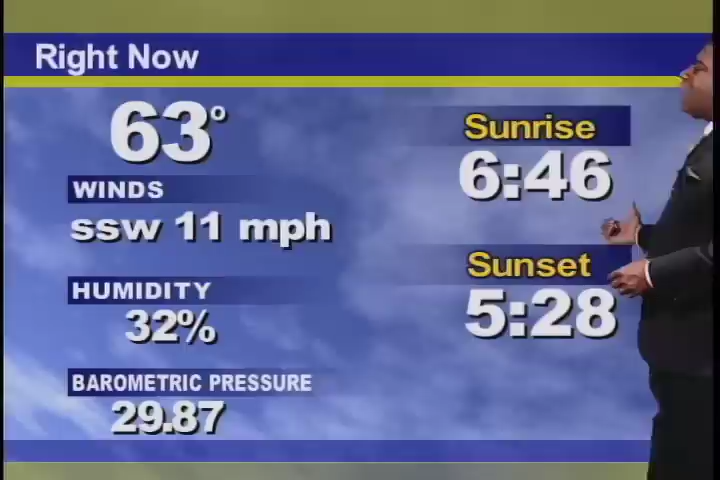 Right Now
63°
WINDS
ssw 11 mph
HUMIDITY
32%
BAROMETRIC PRESSURE
29.87
Sunrise
6:46
Sunset
5:28